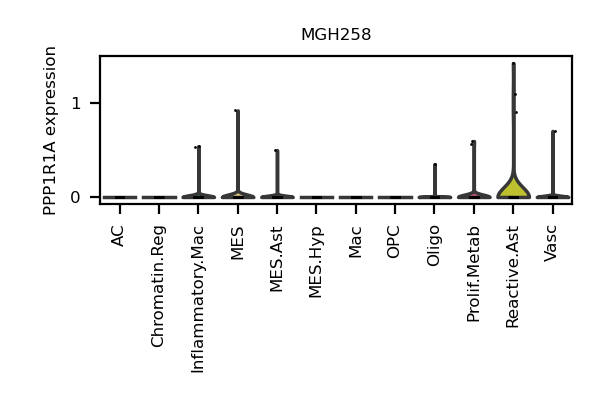 MGH258
PPP1R1A expression
1
0
AC
Chromatin.Reg
Inflammatory.Mac
MES
MES.Ast
MES.Hyp
Mac
OPC
Oligo
Prolif.Metab
Reactive.Ast
Vasc